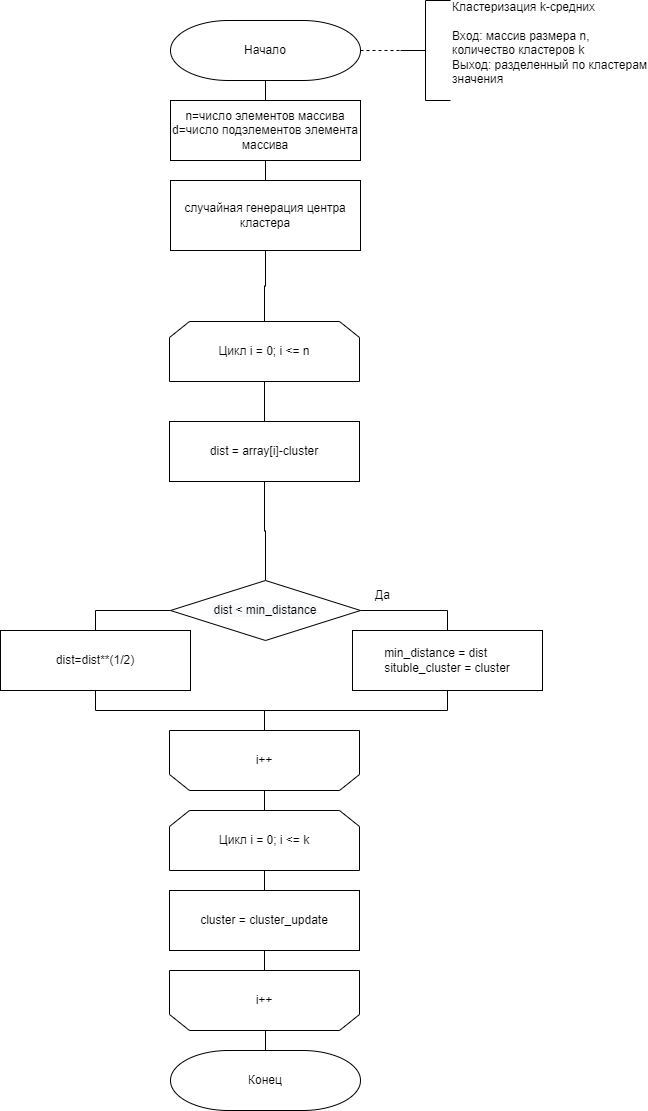 Кластеризация k-средних
Вход: массив размера n,
количество кластеров k
Выход: разделенный по кластерам
значения
Начало
n=число элементов массива
d=число подэлементов элемента
массива
случайная генерация центра
кластера
Цикл i = 0; i <= n
dist = array[i]-cluster
dist < min_distance
Да
dist=dist**(1/2)
min_distance = dist
situble_cluster = cluster
i++
Цикл i = 0; i <= k
cluster = cluster_update
i++
Конец